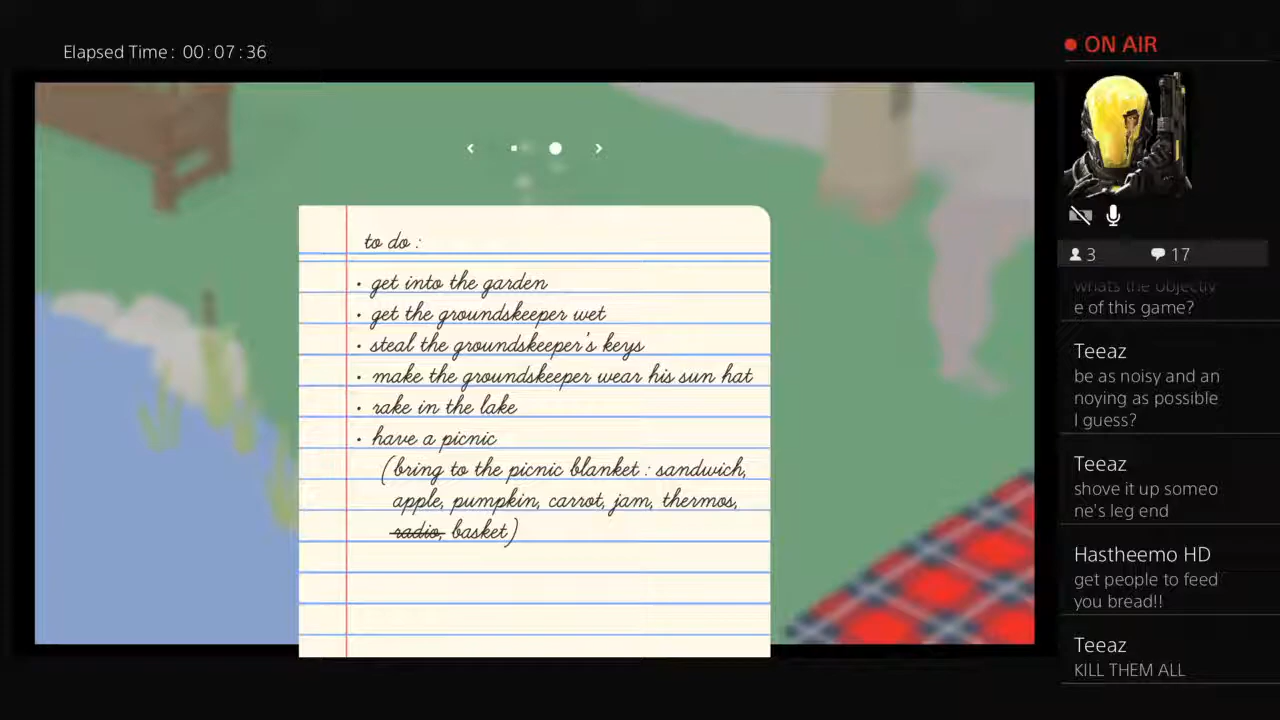 Elapsed Time: 00:07:36
to do :
• get into the garden
• get the groundskeeper wet
• steal the groundskeeper's keys
• make the groundskeeper wear his sun hat
• rake in the lake
• have a picnic
(bring to the picnic blanket : sandwich,
apple, pumpkin, carrot, jam, thermos,
radio, basket)
ON AIR
3
17
whats the objectiv
e of this game?
Teeaz
be as noisy and an
noying as possible
I guess?
Teeaz
shove it up someo
ne's leg end
Hastheemo HD
get people to feed
you bread!!
Teeaz
KILL THEM ALL